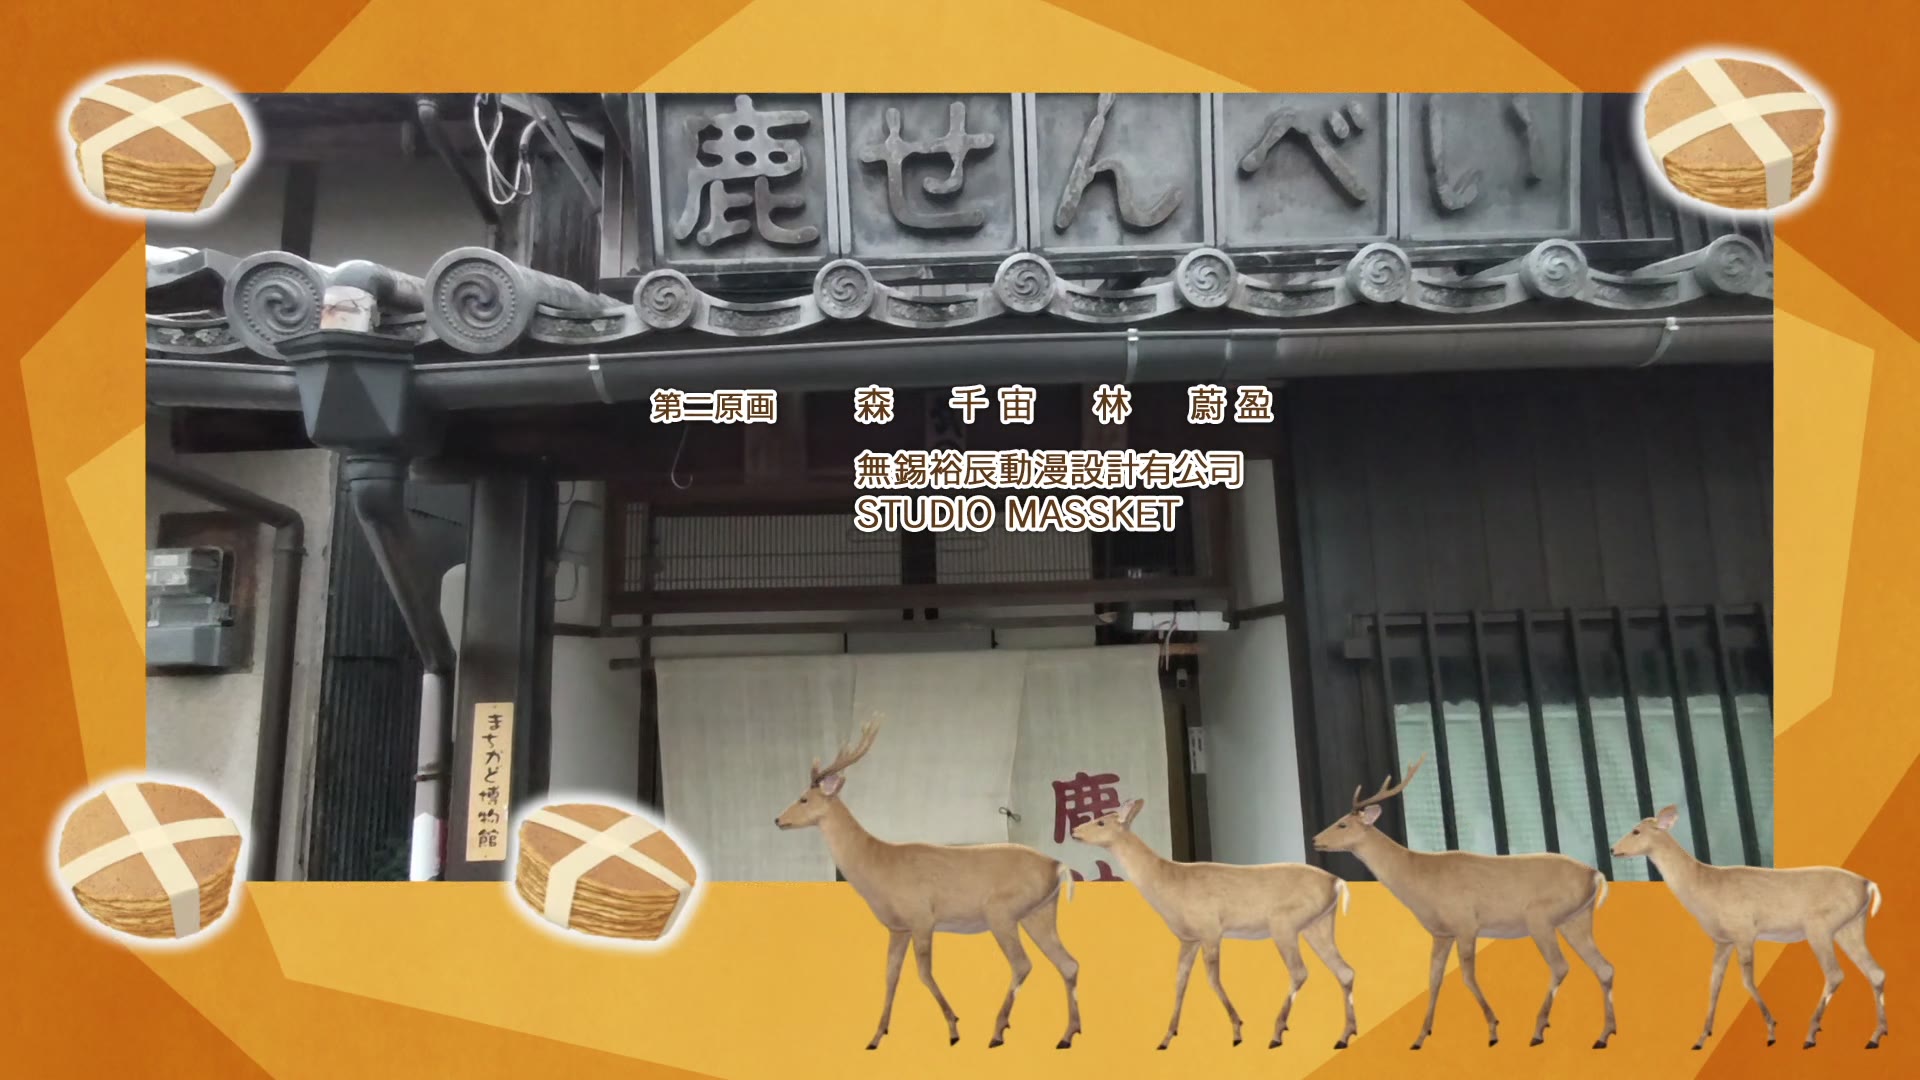 鹿せんべい
第二原画 森 千宙 林 蔚盈
無錫裕辰動漫設計有公司
STUDIO MASSKET
まちかど博物館
鹿